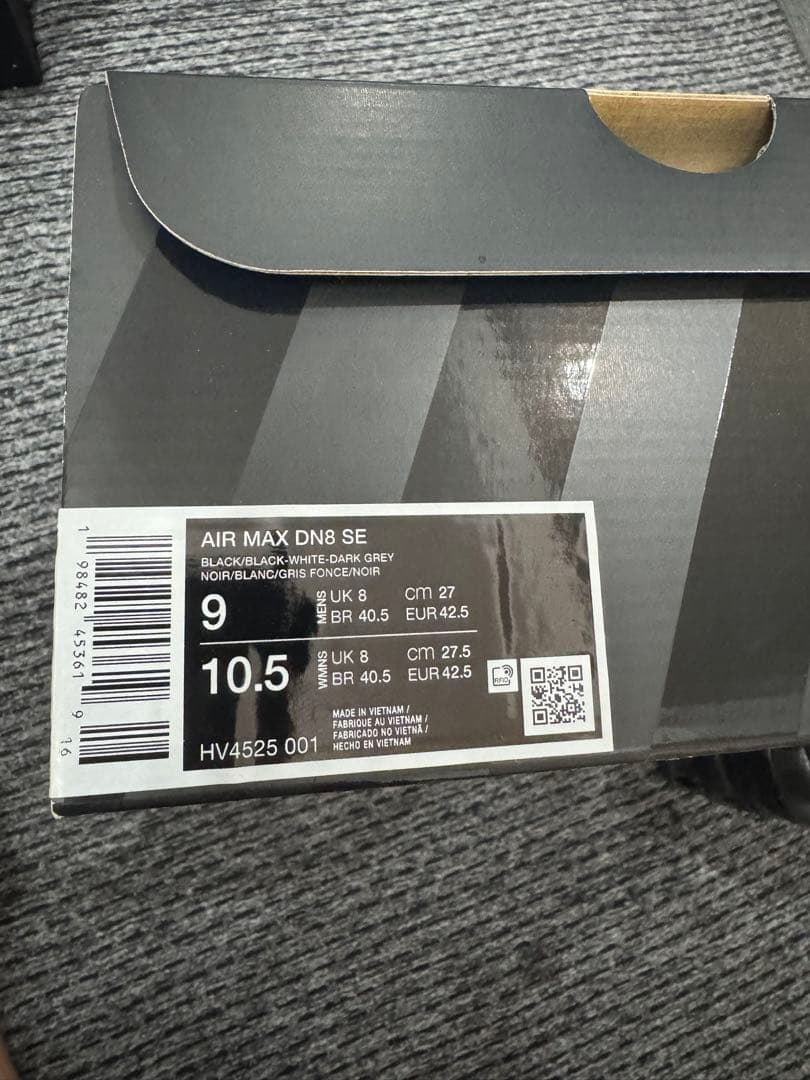 AIR MAX DN8 SE
BLACK/BLACK-WHITE-DARK GREY
NOIR/BLANC/GRIS FONCE/NOIR
9 MENS UK 8 CM 27
BR 40.5 EUR 42.5
10.5 WMNS UK 8 CM 27.5
BR 40.5 EUR 42.5
RFID
MADE IN VIETNAM /
FABRIQUE AU VIETNAM /
FABRICADO NO VIETNÃ /
HECHO EN VIETNAM
HV4525 001
1 98482 45361 9 16